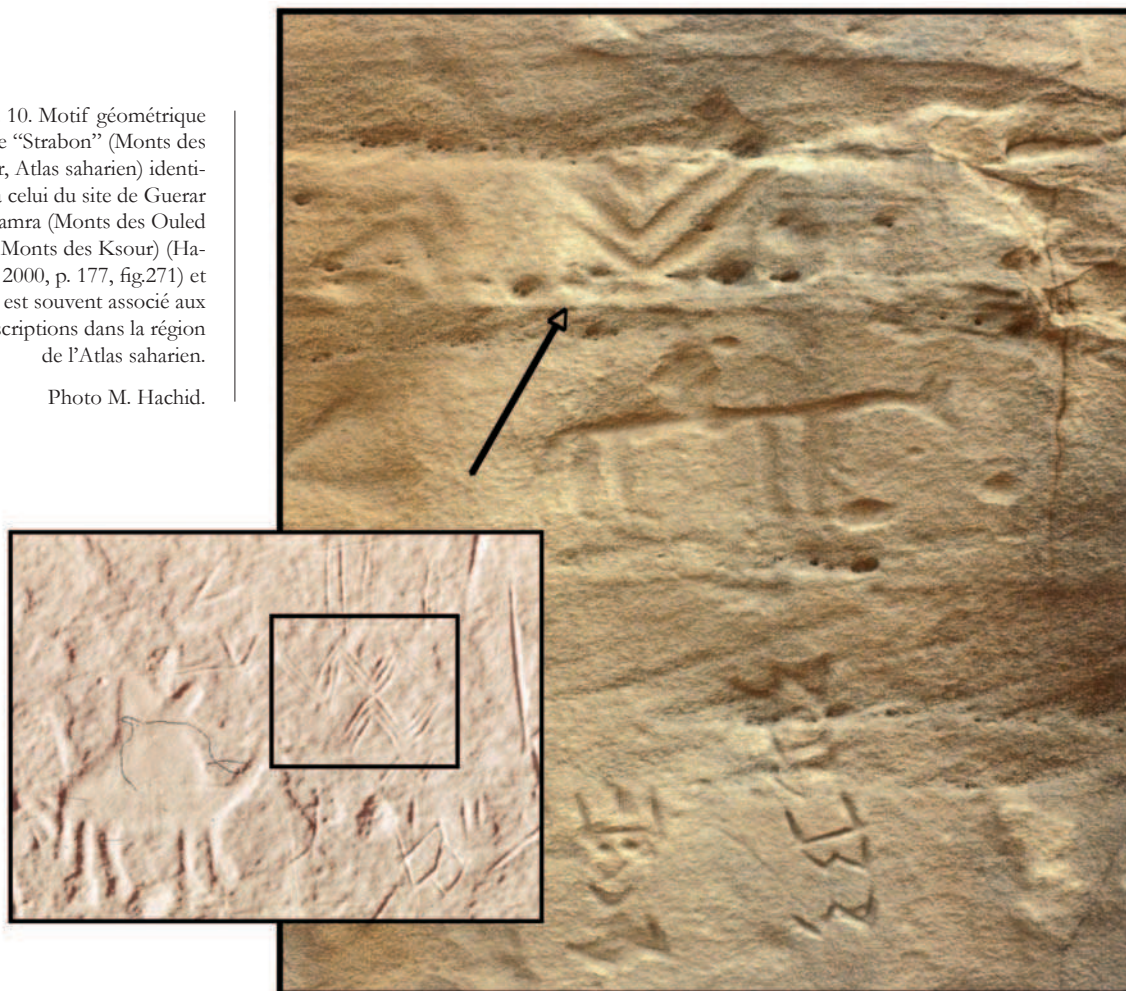 10. Motif géométrique
e “Strabon” (Monts des
r, Atlas saharien) identi-
à celui du site de Guerar
amra (Monts des Ouled
Monts des Ksour) (Ha-
2000, p. 177, fig.271) et
est souvent associé aux
scriptions dans la région
de l’Atlas saharien.
Photo M. Hachid.